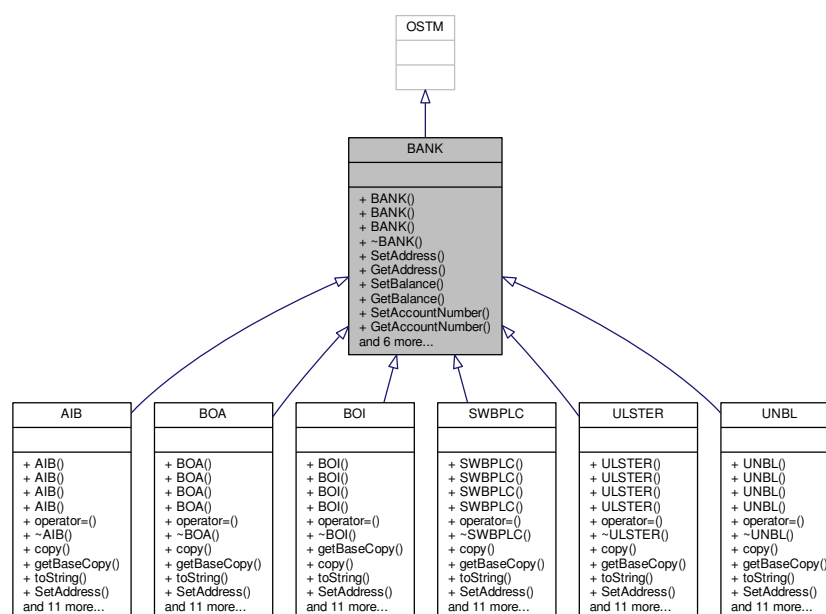 OSTM
BANK
+ BANK()
+ BANK()
+ BANK()
+ ~BANK()
+ SetAddress()
+ GetAddress()
+ SetBalance()
+ GetBalance()
+ SetAccountNumber()
+ GetAccountNumber()
and 6 more...
AIB
+ AIB()
+ AIB()
+ AIB()
+ AIB()
+ operator=()
+ ~AIB()
+ copy()
+ getBaseCopy()
+ toString()
+ SetAddress()
and 11 more...
BOA
+ BOA()
+ BOA()
+ BOA()
+ BOA()
+ operator=()
+ ~BOA()
+ copy()
+ getBaseCopy()
+ toString()
+ SetAddress()
and 11 more...
BOI
+ BOI()
+ BOI()
+ BOI()
+ BOI()
+ operator=()
+ ~BOI()
+ getBaseCopy()
+ copy()
+ toString()
+ SetAddress()
and 11 more...
SWBPLC
+ SWBPLC()
+ SWBPLC()
+ SWBPLC()
+ SWBPLC()
+ operator=()
+ ~SWBPLC()
+ copy()
+ getBaseCopy()
+ toString()
+ SetAddress()
and 11 more...
ULSTER
+ ULSTER()
+ ULSTER()
+ ULSTER()
+ ULSTER()
+ operator=()
+ ~ULSTER()
+ copy()
+ getBaseCopy()
+ toString()
+ SetAddress()
and 11 more...
UNBL
+ UNBL()
+ UNBL()
+ UNBL()
+ UNBL()
+ operator=()
+ ~UNBL()
+ copy()
+ getBaseCopy()
+ toString()
+ SetAddress()
and 11 more...